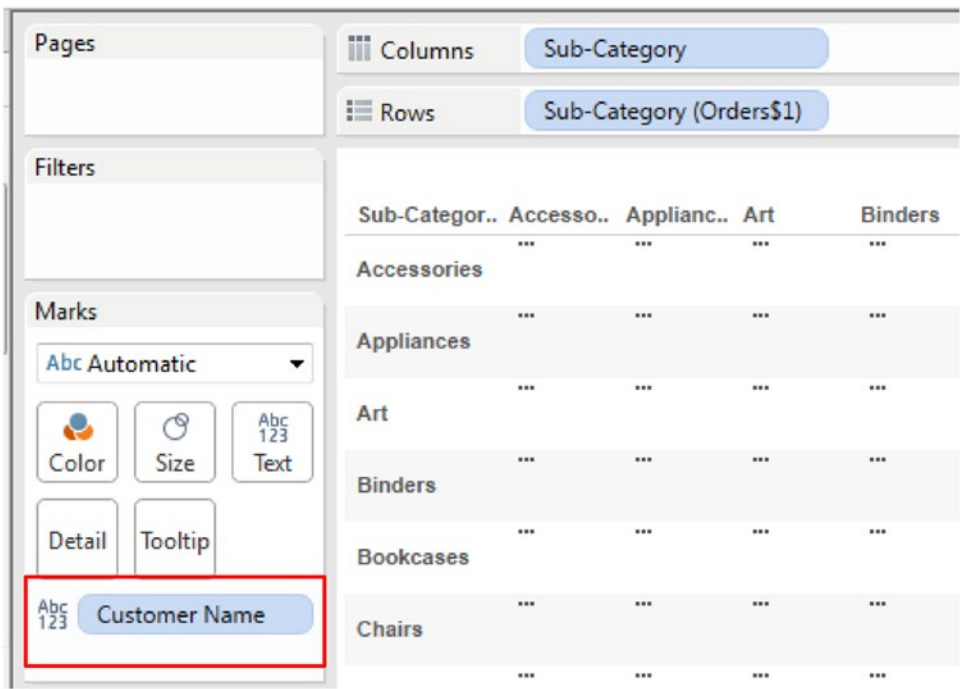 Pages
Columns Sub-Category
Rows Sub-Category (Orders$1)
Filters
Sub-Categor.. Accesso.. Applianc.. Art Binders
... ... ... ...
Accessories
Marks
... ... ... ...
Appliances
Abc Automatic
... ... ... ...
Art
Abc
123
Color Size Text
... ... ... ...
Binders
Detail Tooltip
... ... ... ...
Bookcases
Abc
123 Customer Name
... ... ... ...
Chairs
... ... ... ...